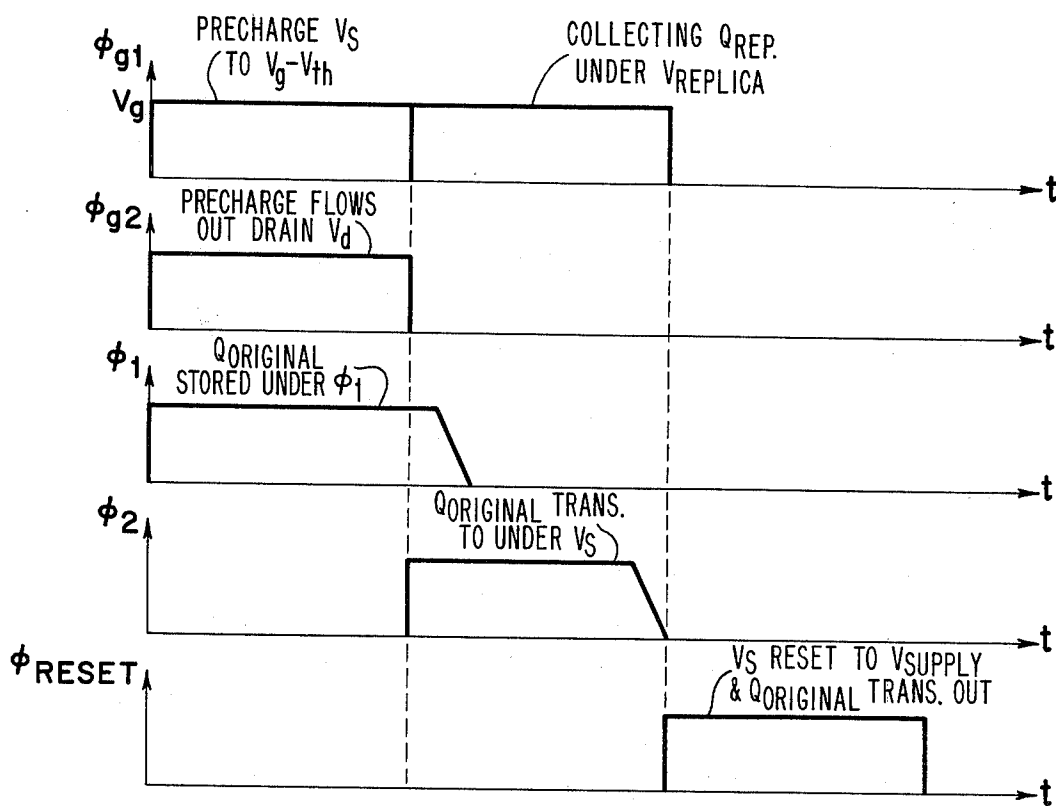 ϕg1
PRECHARGE VS
TO Vg-Vth
COLLECTING QREP.
UNDER VREPLICA
Vg
t
ϕg2
PRECHARGE FLOWS
OUT DRAIN Vd
t
ϕ1
QORIGINAL
STORED UNDER ϕ1
t
ϕ2
QORIGINAL TRANS.
TO UNDER VS
t
ϕRESET
VS RESET TO VSUPPLY
& QORIGINAL TRANS. OUT
t